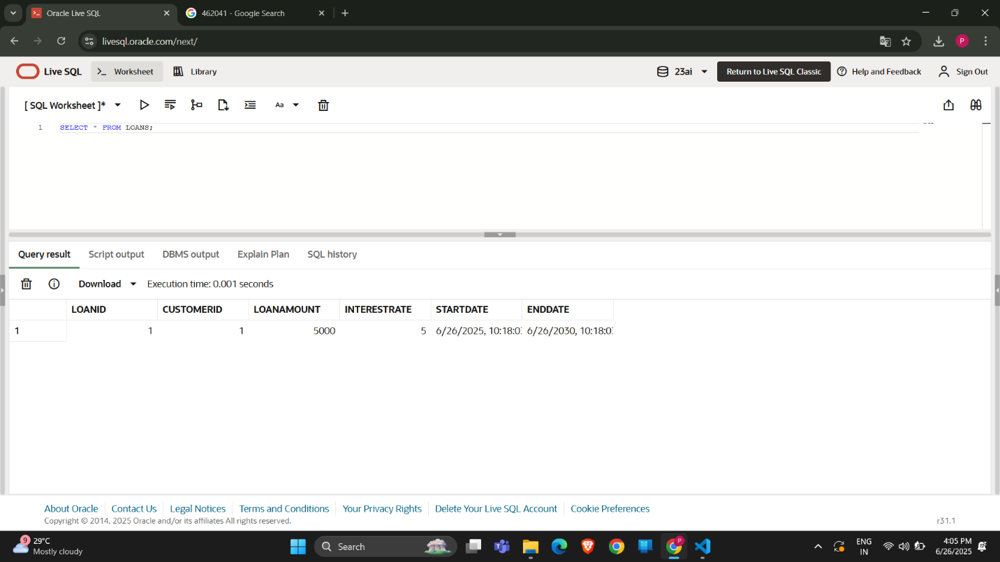 Oracle Live SQL
462041 - Google Search
livesql.oracle.com/next/
P
Live SQL
Worksheet
Library
23ai
Return to Live SQL Classic
Help and Feedback
Sign Out
[ SQL Worksheet ]*
Aa
1 SELECT * FROM LOANS;
Query result
Script output
DBMS output
Explain Plan
SQL history
Download
Execution time: 0.001 seconds
LOANID CUSTOMERID LOANAMOUNT INTERESTRATE STARTDATE ENDDATE
1 1 1 5000 5 6/26/2025, 10:18:0 6/26/2030, 10:18:0
About Oracle
Contact Us
Legal Notices
Terms and Conditions
Your Privacy Rights
Delete Your Live SQL Account
Cookie Preferences
Copyright © 2014, 2025 Oracle and/or its affiliates All rights reserved.
r31.1
9
29°C
Mostly cloudy
Search
P
ENG
IN
4:05 PM
6/26/2025